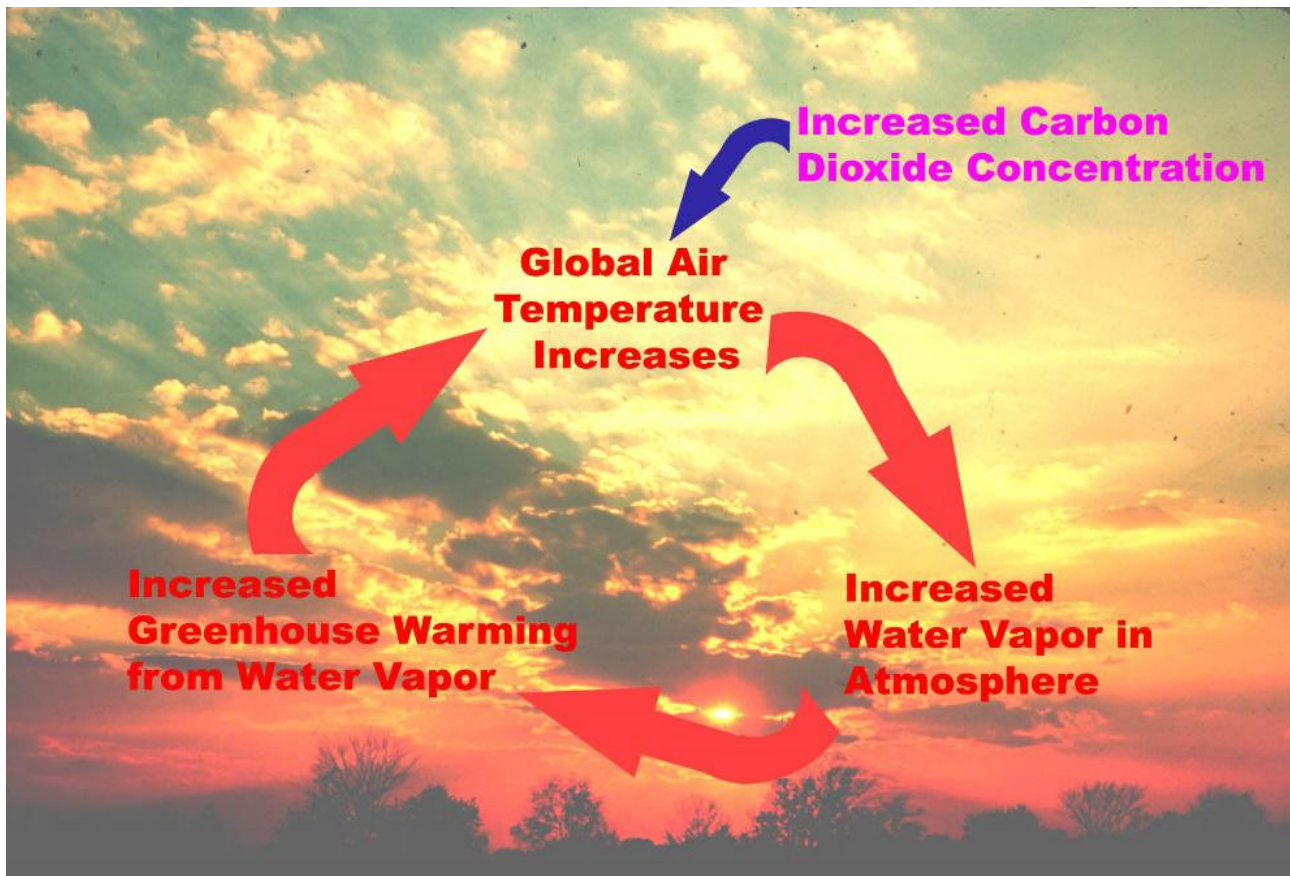 Increased Carbon
Dioxide Concentration
Global Air
Temperature
Increases
Increased
Water Vapor in
Atmosphere
Increased
Greenhouse Warming
from Water Vapor